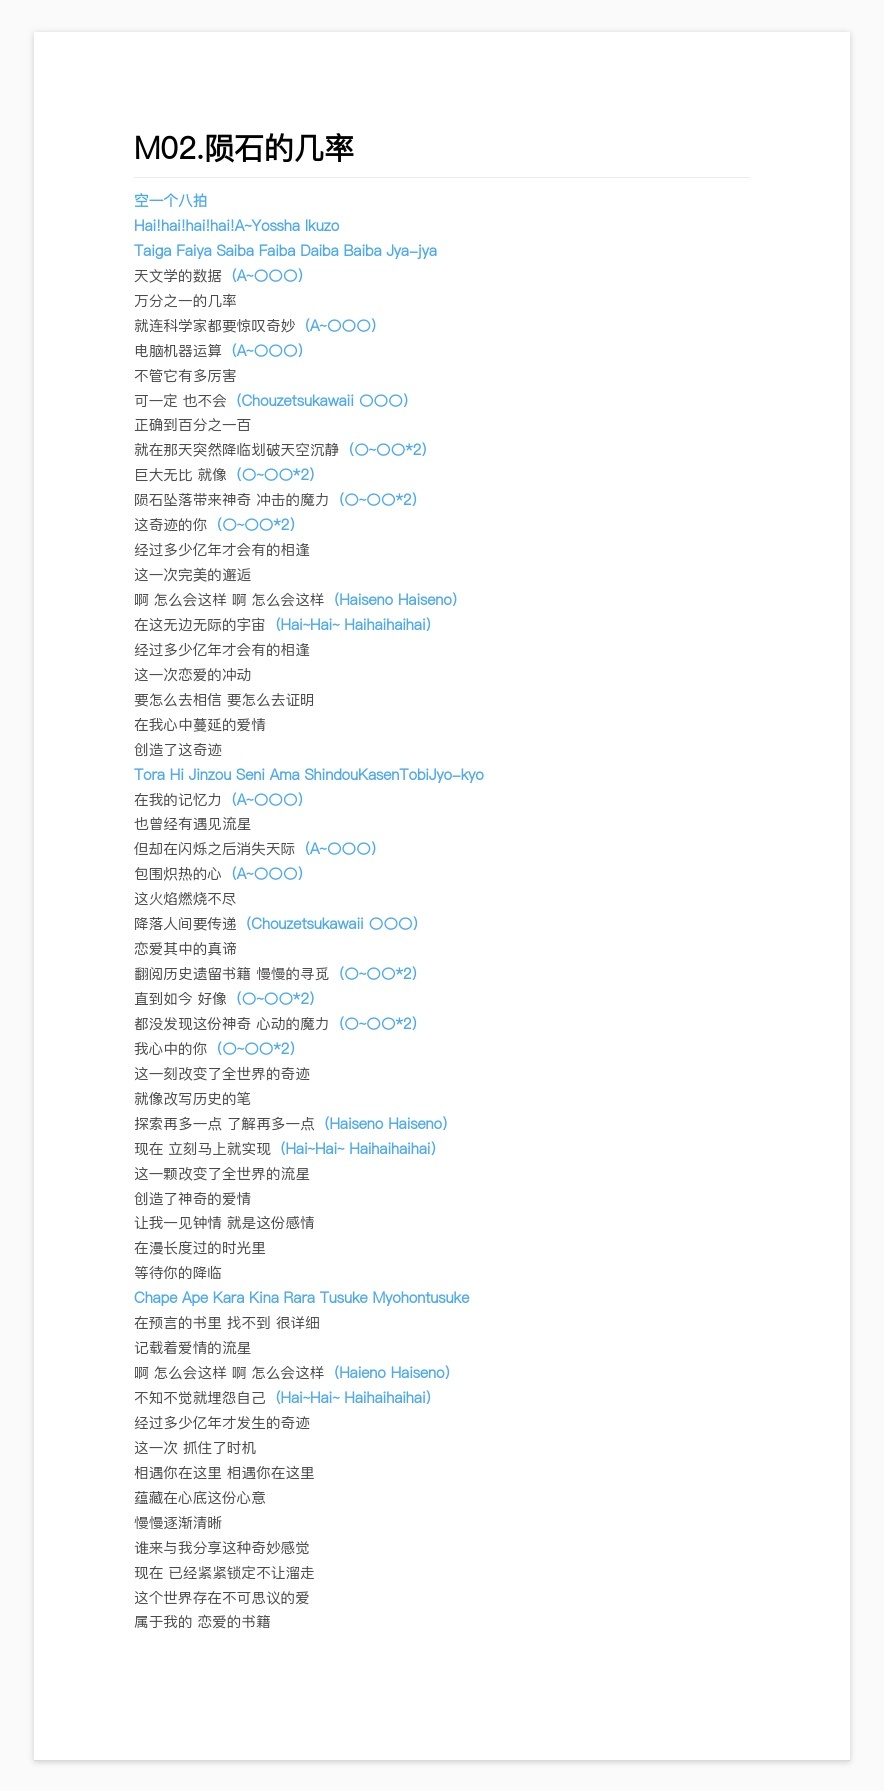 M02.陨石的几率
空一个八拍
Hai!hai!hai!hai!A~Yossha Ikuzo
Taiga Faiya Saiba Faiba Daiba Baiba Jya-jya
天文学的数据（A~〇〇〇）
万分之一的几率
就连科学家都要惊叹奇妙（A~〇〇〇）
电脑机器运算（A~〇〇〇）
不管它有多厉害
可一定 也不会（Chouzetsukawaii 〇〇〇）
正确到百分之一百
就在那天突然降临划破天空沉静（〇~〇〇*2）
巨大无比 就像（〇~〇〇*2）
陨石坠落带来神奇 冲击的魔力（〇~〇〇*2）
这奇迹的你（〇~〇〇*2）
经过多少亿年才会有的相逢
这一次完美的邂逅
啊 怎么会这样 啊 怎么会这样（Haiseno Haiseno）
在这无边无际的宇宙（Hai~Hai~ Haihaihaihai）
经过多少亿年才会有的相逢
这一次恋爱的冲动
要怎么去相信 要怎么去证明
在我心中蔓延的爱情
创造了这奇迹
Tora Hi Jinzou Seni Ama ShindouKasenTobiJyo-kyo
在我的记忆力（A~〇〇〇）
也曾经有遇见流星
但却在闪烁之后消失天际（A~〇〇〇）
包围炽热的心（A~〇〇〇）
这火焰燃烧不尽
降落人间要传递（Chouzetsukawaii 〇〇〇）
恋爱其中的真谛
翻阅历史遗留书籍 慢慢的寻觅（〇~〇〇*2）
直到如今 好像（〇~〇〇*2）
都没发现这份神奇 心动的魔力（〇~〇〇*2）
我心中的你（〇~〇〇*2）
这一刻改变了全世界的奇迹
就像改写历史的笔
探索再多一点 了解再多一点（Haiseno Haiseno）
现在 立刻马上就实现（Hai~Hai~ Haihaihaihai）
这一颗改变了全世界的流星
创造了神奇的爱情
让我一见钟情 就是这份感情
在漫长度过的时光里
等待你的降临
Chape Ape Kara Kina Rara Tusuke Myohontusuke
在预言的书里 找不到 很详细
记载着爱情的流星
啊 怎么会这样 啊 怎么会这样（Haieno Haiseno）
不知不觉就埋怨自己（Hai~Hai~ Haihaihaihai）
经过多少亿年才发生的奇迹
这一次 抓住了时机
相遇你在这里 相遇你在这里
蕴藏在心底这份心意
慢慢逐渐清晰
谁来与我分享这种奇妙感觉
现在 已经紧紧锁定不让溜走
这个世界存在不可思议的爱
属于我的 恋爱的书籍